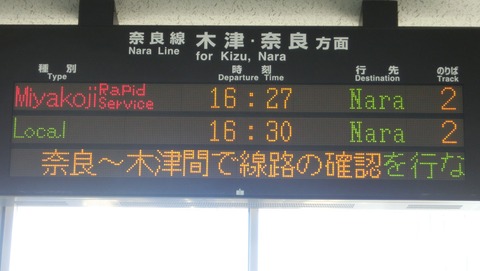 奈良線 木津・奈良 方面
Nara Line for Kizu, Nara
種別 時刻 行先 のりば
Type Departure Time Destination Track
Miyakoji Rapid Service 16:27 Nara 2
Local 16:30 Nara 2
奈良～木津間で線路の確認を行な